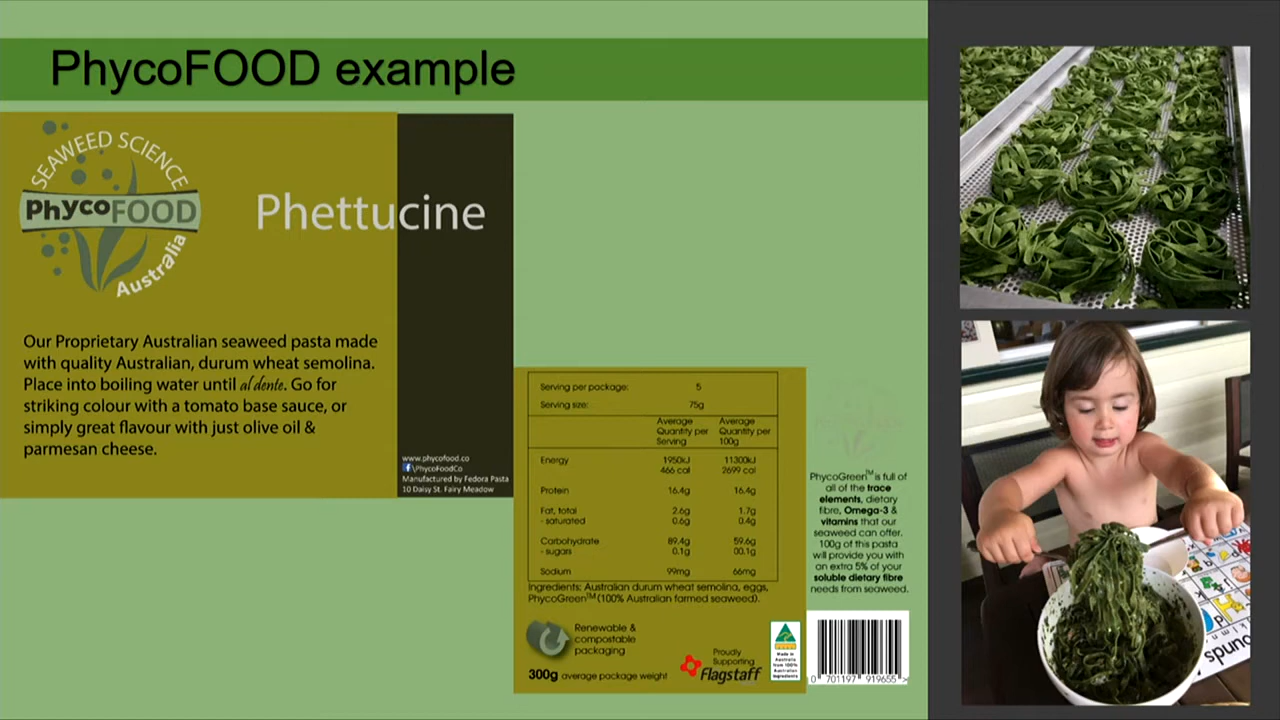 PhycoFOOD example
SEAWEED SCIENCE
PhycoFOOD
Australia
Phettucine
Our Proprietary Australian seaweed pasta made
with quality Australian, durum wheat semolina.
Place into boiling water until al dente. Go for
striking colour with a tomato base sauce, or
simply great flavour with just olive oil &
parmesan cheese.
www.phycofood.co
\PhycoFoodCo
Manufactured by Fedora Pasta
10 Daisy St. Fairy Meadow
Serving per package: 5
Serving size: 75g
Average Quantity per Serving
Average Quantity per 100g
Energy 1950kJ 11300kJ
466 cal 2699 cal
Protein 16.4g 16.4g
Fat, total 2.6g 1.7g
- saturated 0.6g 0.4g
Carbohydrate 89.4g 59.6g
- sugars 0.1g 00.1g
Sodium 99mg 66mg
Ingredients: Australian durum wheat semolina, eggs,
PhycoGreen™ (100% Australian farmed seaweed).
Renewable &
compostable
packaging
300g average package weight
Proudly
Supporting
Flagstaff
Made in
Australia
from 100%
Australian
Ingredients
PhycoGreen™ is full of
all of the trace
elements, dietary
fibre, Omega-3 &
vitamins that our
seaweed can offer.
100g of this pasta
will provide you with
an extra 5% of your
soluble dietary fibre
needs from seaweed.
0 701197 919655 >
ounds